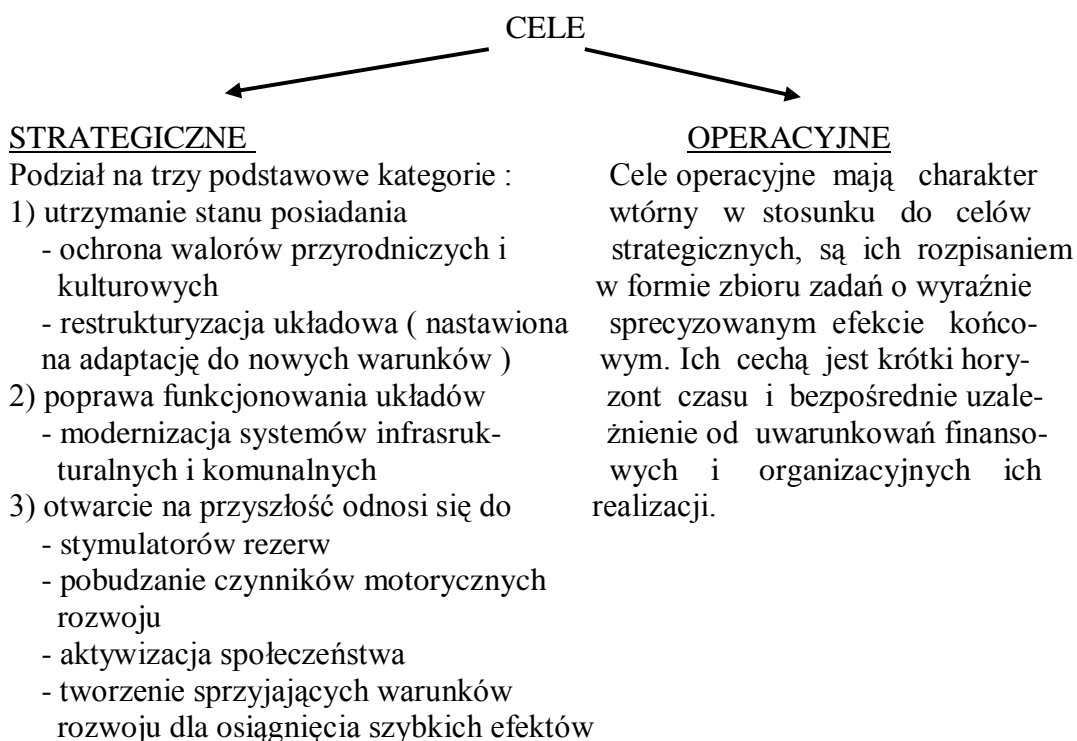 CELE
STRATEGICZNE
Podział na trzy podstawowe kategorie :
1) utrzymanie stanu posiadania
- ochrona walorów przyrodniczych i
kulturowych
- restrukturyzacja układowa ( nastawiona
na adaptację do nowych warunków )
2) poprawa funkcjonowania układów
- modernizacja systemów infrasruk-
turalnych i komunalnych
3) otwarcie na przyszłość odnosi się do
- stymulatorów rezerw
- pobudzanie czynników motorycznych
rozwoju
- aktywizacja społeczeństwa
- tworzenie sprzyjających warunków
rozwoju dla osiągnięcia szybkich efektów
OPERACYJNE
Cele operacyjne mają charakter
wtórny w stosunku do celów
strategicznych, są ich rozpisaniem
w formie zbioru zadań o wyraźnie
sprecyzowanym efekcie końco-
wym. Ich cechą jest krótki hory-
zont czasu i bezpośrednie uzale-
żnienie od uwarunkowań finanso-
wych i organizacyjnych ich
realizacji.